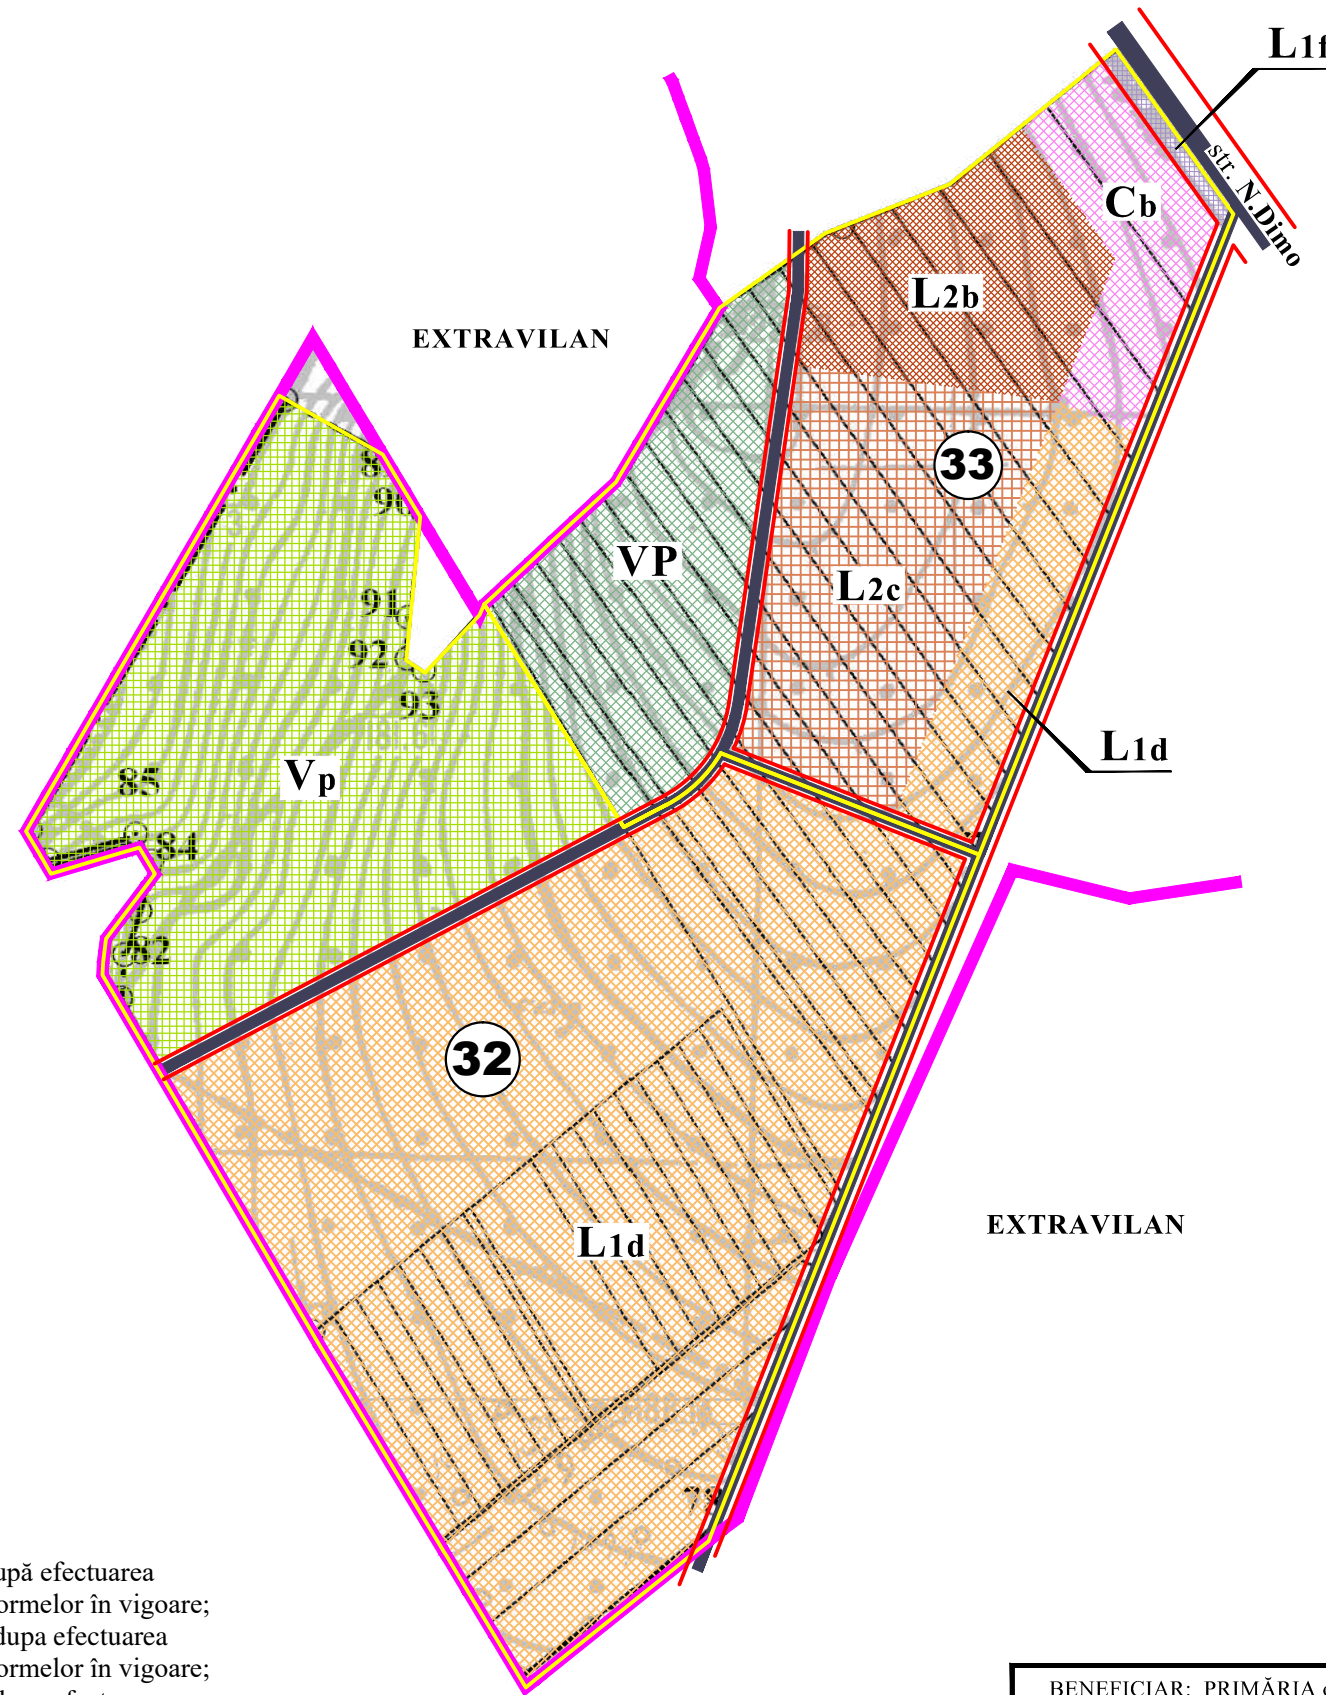 L1f
str. N.Dimo
Cb
L2b
EXTRAVILAN
33
VP
L2c
90
91
92
93
L1d
Vp
85
84
82
32
EXTRAVILAN
L1d
upă efectuarea
ormelor în vigoare;
dupa efectuarea
ormelor în vigoare;
BENEFICIAR: PRIMĂRIA